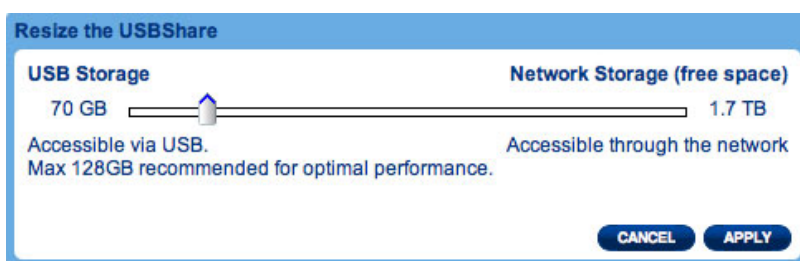 Resize the USBShare
USB Storage Network Storage (free space)
70 GB 1.7 TB
Accessible via USB. Accessible through the network
Max 128GB recommended for optimal performance.
CANCEL APPLY